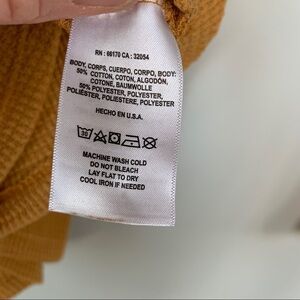 RN : 66170 CA : 32054
BODY, CORPS, CUERPO, CORPO, BODY:
50% COTTON, COTON, ALGODÓN,
COTONE, BAUMWOLLE
50% POLYESTER, POLYESTER,
POLIÉSTER, POLIESTERE, POLYESTER
HECHO EN U.S.A.
30
MACHINE WASH COLD
DO NOT BLEACH
LAY FLAT TO DRY
COOL IRON IF NEEDED